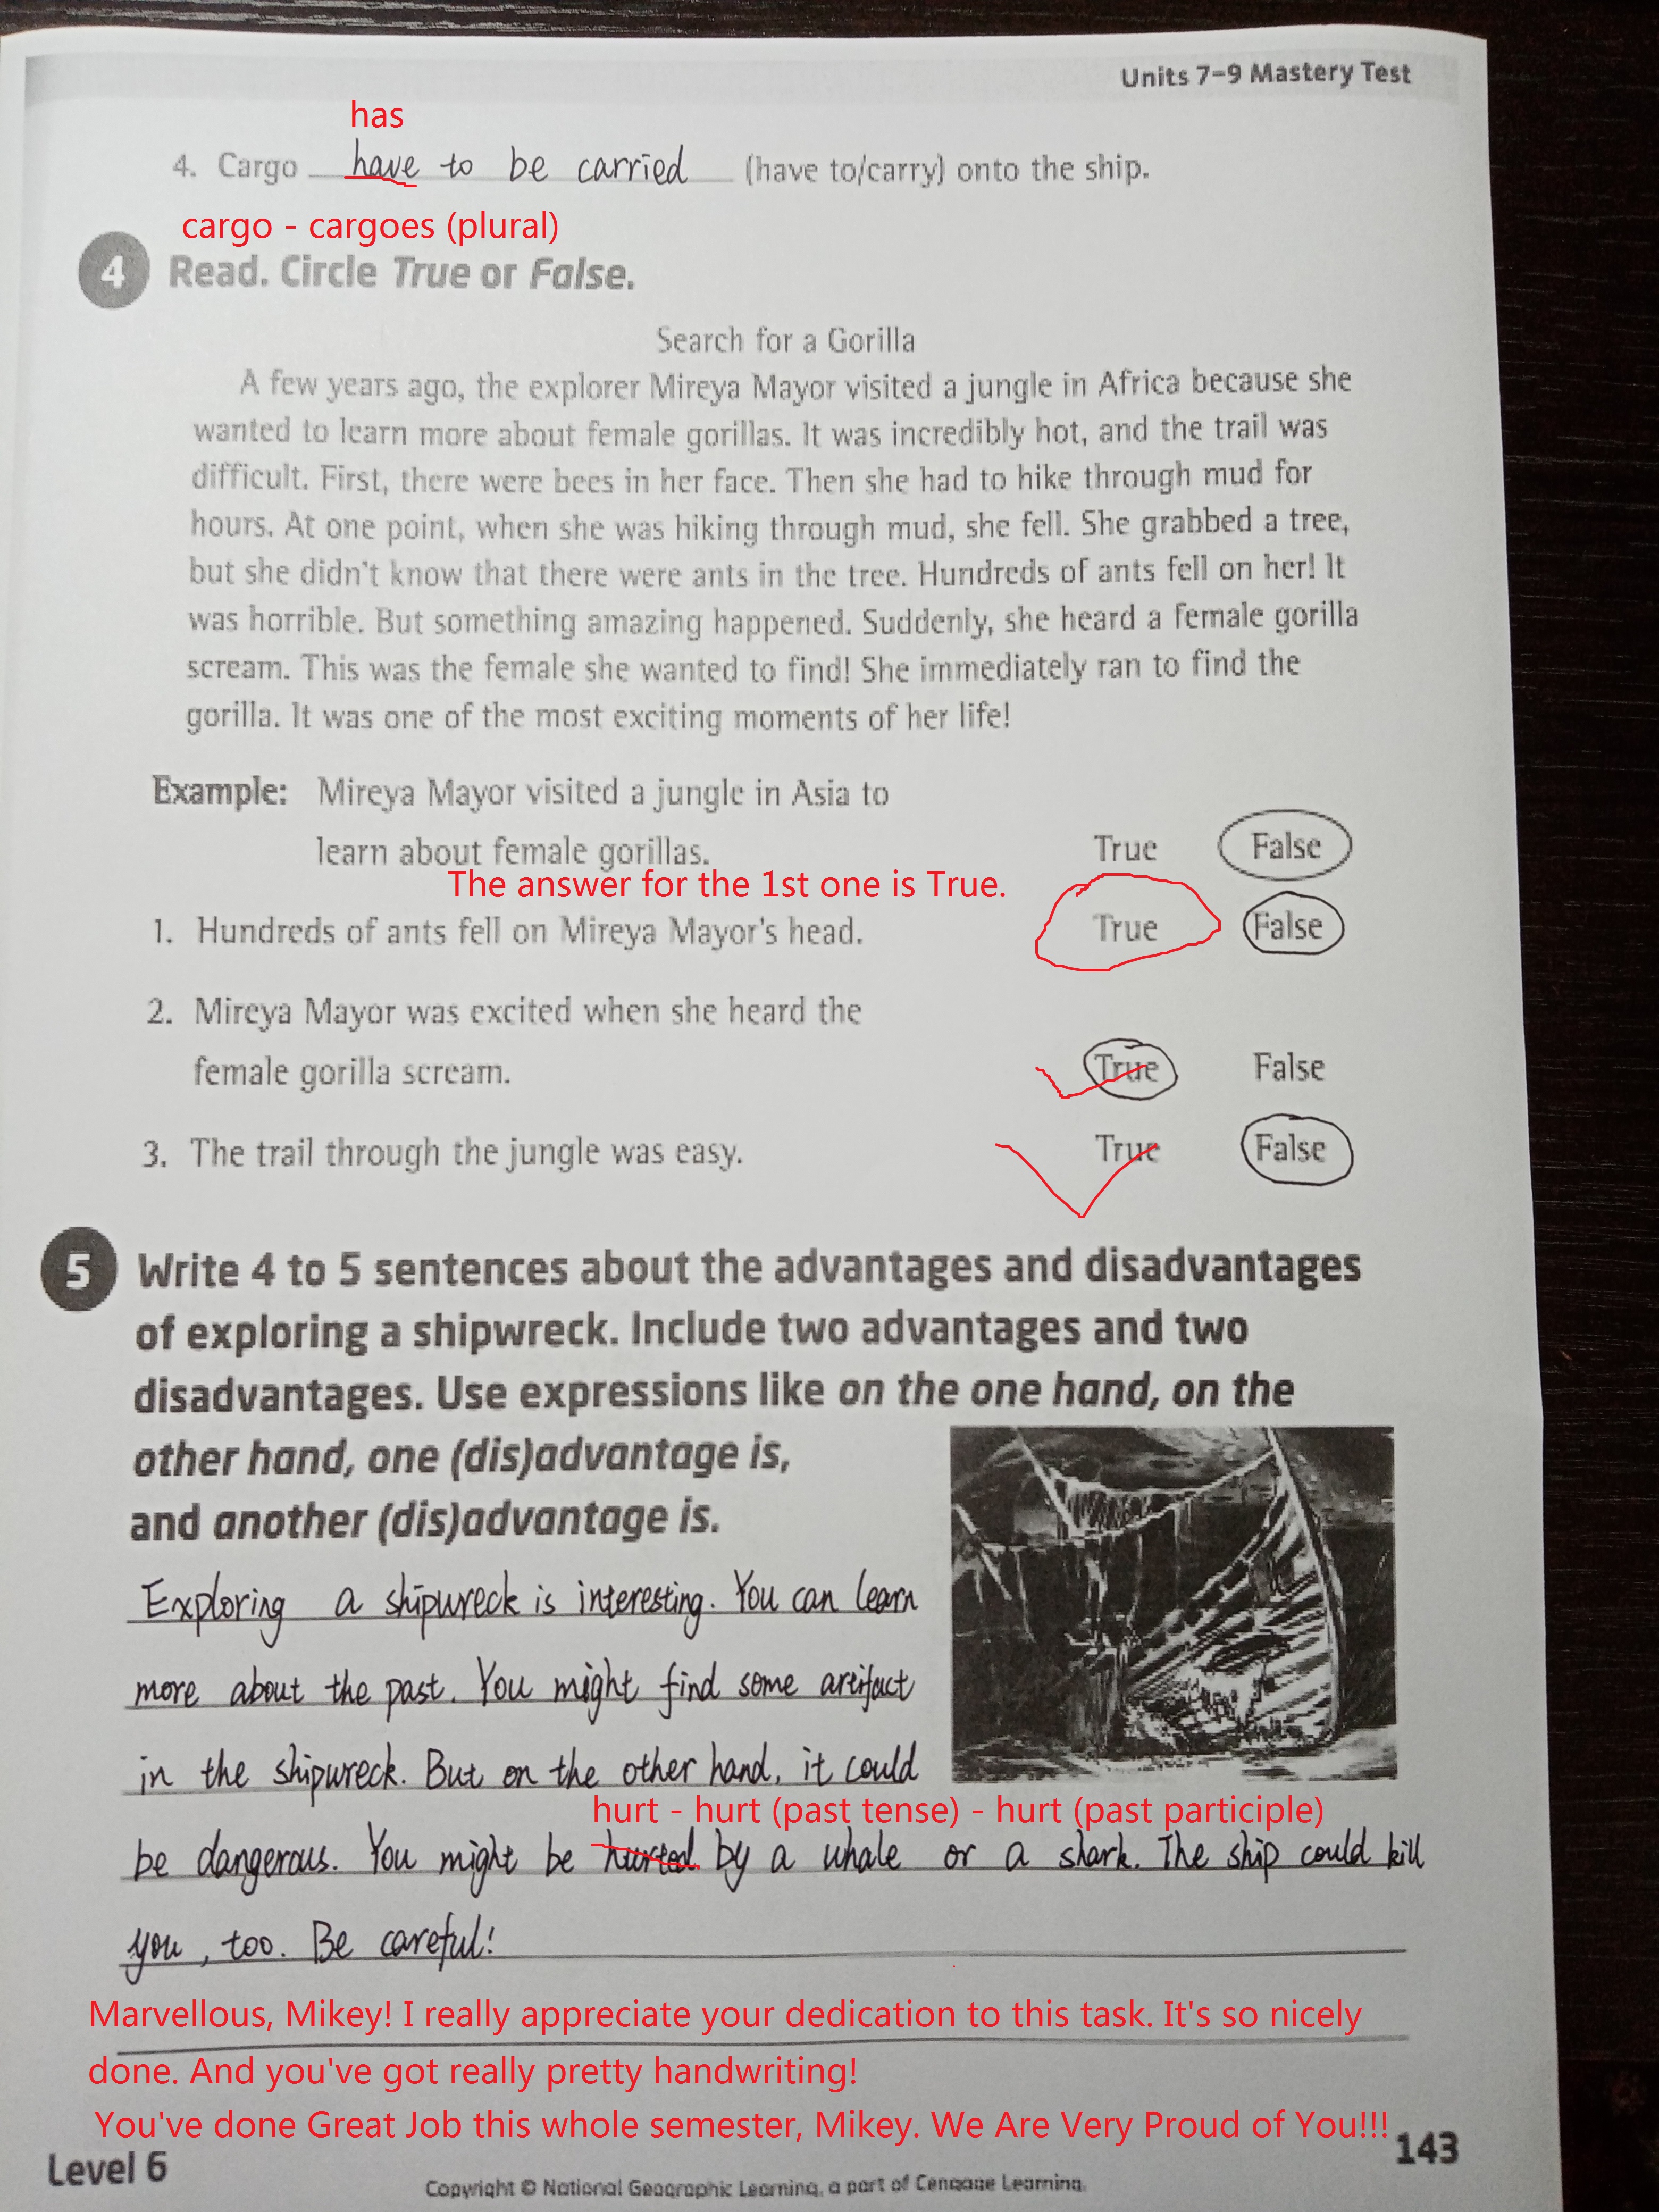 Units 7-9 Mastery Test
has
4. Cargo have to be carried (have to/carry) onto the ship.
cargo - cargoes (plural)
4 Read. Circle True or False.
Search for a Gorilla
A few years ago, the explorer Mireya Mayor visited a jungle in Africa because she
wanted to learn more about female gorillas. It was incredibly hot, and the trail was
difficult. First, there were bees in her face. Then she had to hike through mud for
hours. At one point, when she was hiking through mud, she fell. She grabbed a tree,
but she didn't know that there were ants in the tree. Hundreds of ants fell on her! It
was horrible. But something amazing happened. Suddenly, she heard a female gorilla
scream. This was the female she wanted to find! She immediately ran to find the
gorilla. It was one of the most exciting moments of her life!
Example: Mireya Mayor visited a jungle in Asia to
learn about female gorillas. True False
The answer for the 1st one is True.
1. Hundreds of ants fell on Mireya Mayor's head. True False
2. Mireya Mayor was excited when she heard the
female gorilla scream. True False
3. The trail through the jungle was easy. True False
5 Write 4 to 5 sentences about the advantages and disadvantages
of exploring a shipwreck. Include two advantages and two
disadvantages. Use expressions like on the one hand, on the
other hand, one (dis)advantage is,
and another (dis)advantage is.
Exploring a shipwreck is interesting. You can learn
more about the past. You might find some artifact
in the shipwreck. But on the other hand, it could
hurt - hurt (past tense) - hurt (past participle)
be dangerous. You might be hurted by a whale or a shark. The ship could kill
you, too. Be careful!
Marvellous, Mikey! I really appreciate your dedication to this task. It's so nicely
done. And you've got really pretty handwriting!
You've done Great Job this whole semester, Mikey. We Are Very Proud of You!!!
143
Level 6
Copyright © National Geographic Learning, a part of Cengage Learning.